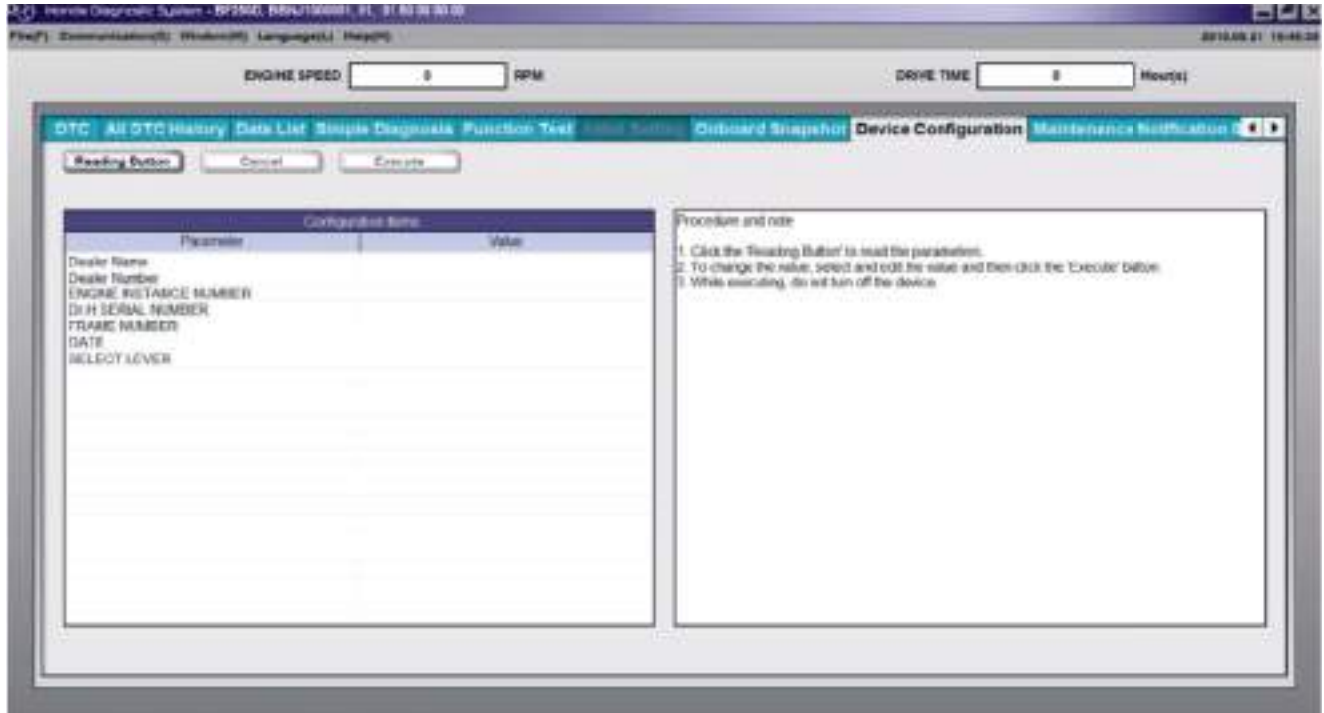 Honda Diagnostic System - BF250D,
File(F) Communication(S) Window(W) Language(L) Help(H)
ENGINE SPEED 0 RPM DRIVE TIME 0 Hour(s)
DTC All DTC History Data List Simple Diagnosis Function Test Onboard Snapshot Device Configuration Maintenance Notification
Reading Button Cancel Execute
Configuration Items
Parameter Value
Dealer Name
Dealer Number
ENGINE INSTANCE NUMBER
Dr.H SERIAL NUMBER
FRAME NUMBER
DATE
SELECT LEVER
Procedure and note
1. Click the 'Reading Button' to read the parameters.
2. To change the value, select and edit the value and then click the 'Execute' button.
3. While executing, do not turn off the device.